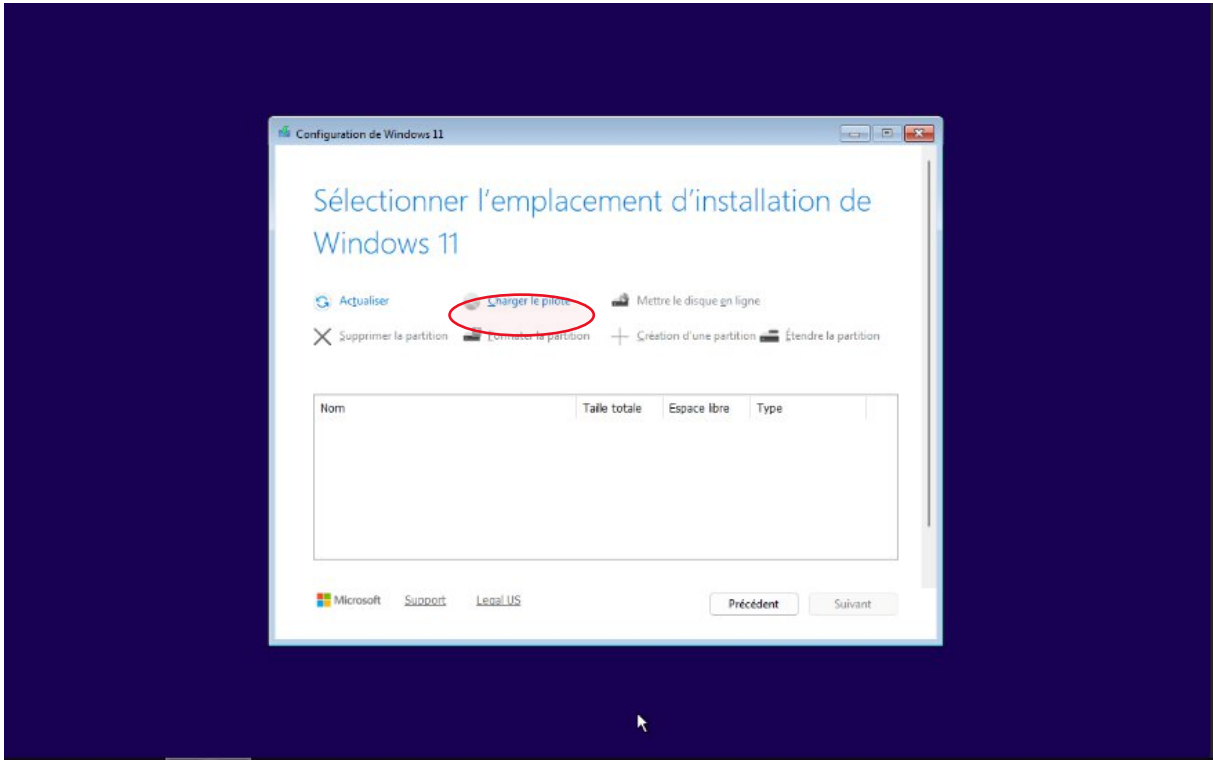 Configuration de Windows 11
Sélectionner l'emplacement d'installation de
Windows 11
Actualiser Charger le pilote Mettre le disque en ligne
Supprimer la partition Formater la partition Création d'une partition Étendre la partition
Nom Taille totale Espace libre Type
Microsoft Support Legal US Précédent Suivant